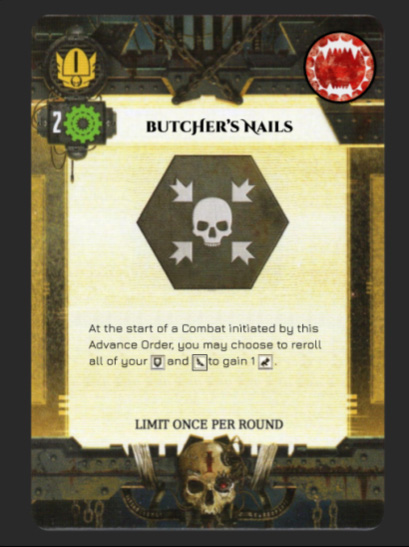 I
2
BUTCHER'S NAILS
At the start of a Combat initiated by this
Advance Order, you may choose to reroll
all of your and to gain 1 .
LIMIT ONCE PER ROUND